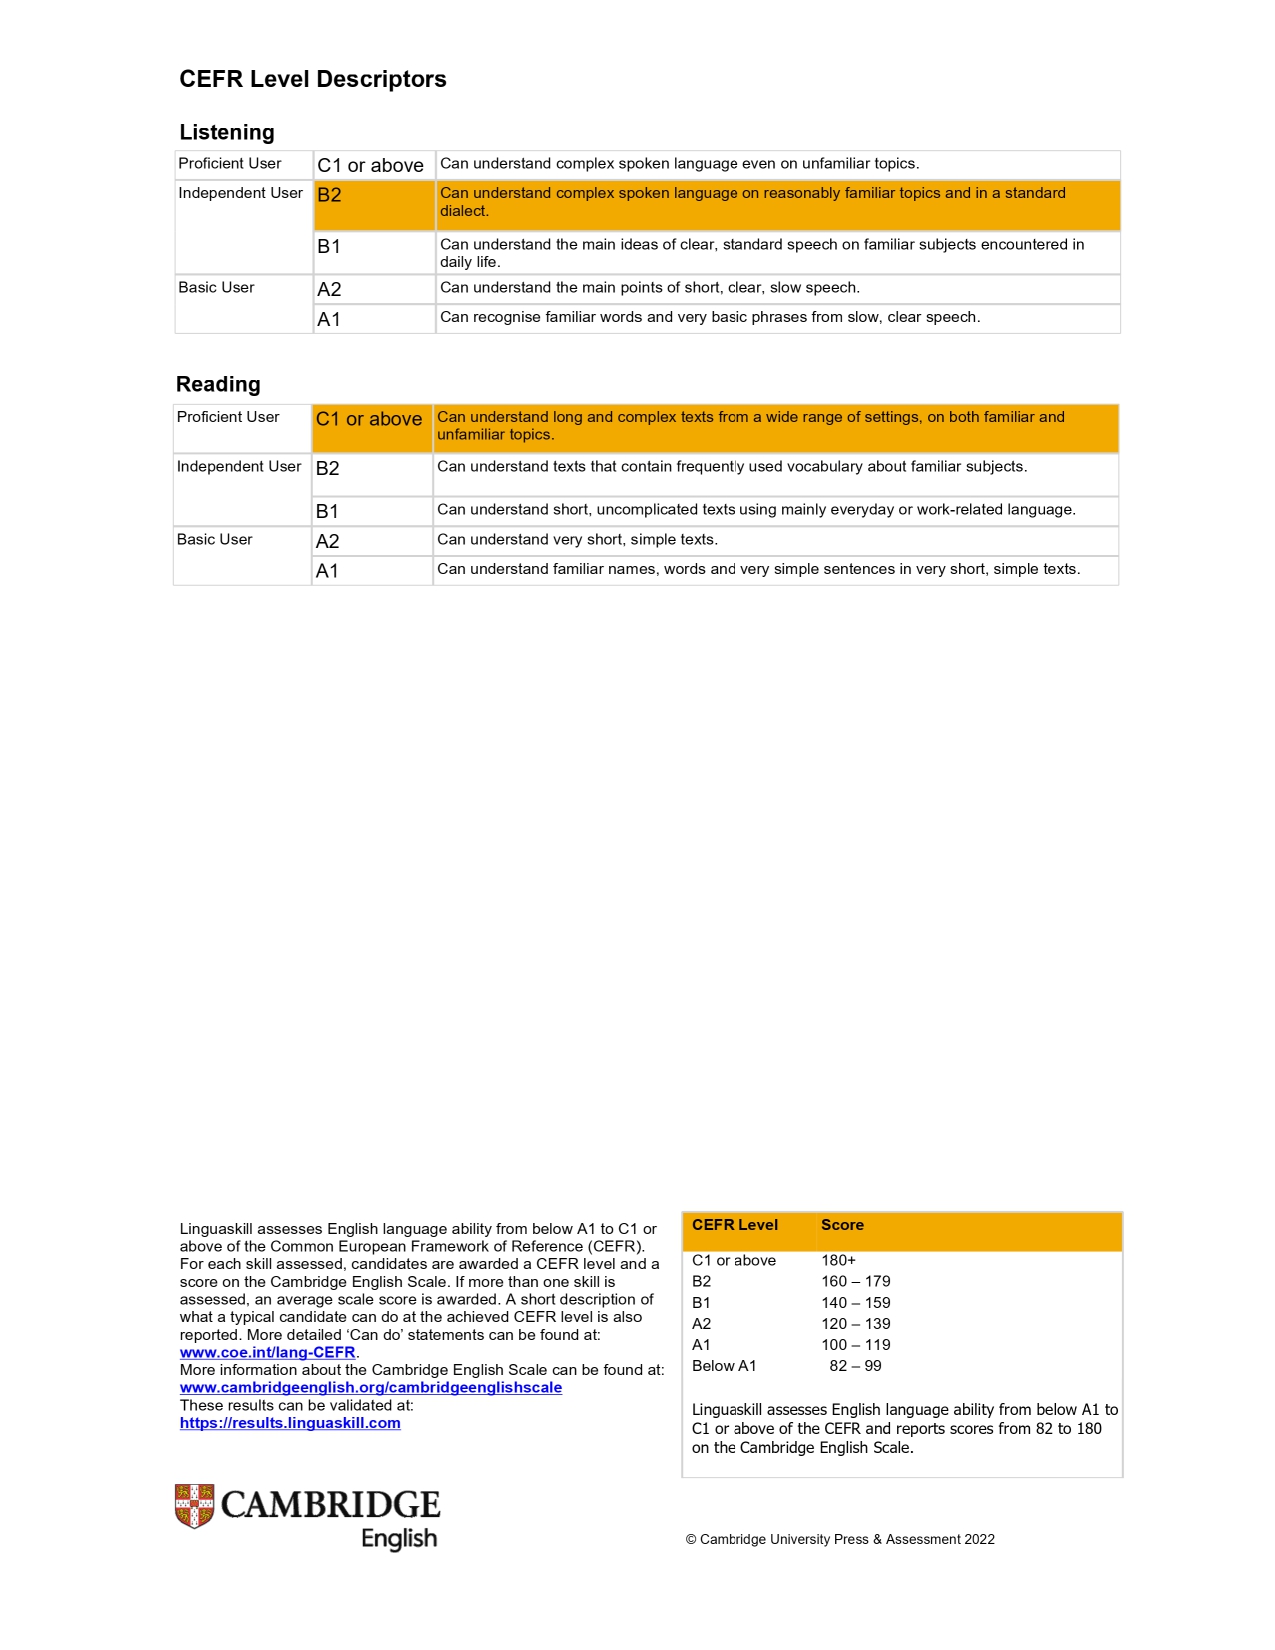 CEFR Level Descriptors
Listening
Proficient User C1 or above Can understand complex spoken language even on unfamiliar topics.
Independent User B2 Can understand complex spoken language on reasonably familiar topics and in a standard
dialect.
B1 Can understand the main ideas of clear, standard speech on familiar subjects encountered in
daily life.
Basic User A2 Can understand the main points of short, clear, slow speech.
A1 Can recognise familiar words and very basic phrases from slow, clear speech.
Reading
Proficient User C1 or above Can understand long and complex texts from a wide range of settings, on both familiar and
unfamiliar topics.
Independent User B2 Can understand texts that contain frequently used vocabulary about familiar subjects.
B1 Can understand short, uncomplicated texts using mainly everyday or work-related language.
Basic User A2 Can understand very short, simple texts.
A1 Can understand familiar names, words and very simple sentences in very short, simple texts.
Linguaskill assesses English language ability from below A1 to C1 or
above of the Common European Framework of Reference (CEFR).
For each skill assessed, candidates are awarded a CEFR level and a
score on the Cambridge English Scale. If more than one skill is
assessed, an average scale score is awarded. A short description of
what a typical candidate can do at the achieved CEFR level is also
reported. More detailed ‘Can do’ statements can be found at:
www.coe.int/lang-CEFR.
More information about the Cambridge English Scale can be found at:
www.cambridgeenglish.org/cambridgeenglishscale
These results can be validated at:
https://results.linguaskill.com
CEFR Level Score
C1 or above 180+
B2 160 – 179
B1 140 – 159
A2 120 – 139
A1 100 – 119
Below A1 82 – 99
Linguaskill assesses English language ability from below A1 to
C1 or above of the CEFR and reports scores from 82 to 180
on the Cambridge English Scale.
CAMBRIDGE
English
© Cambridge University Press & Assessment 2022